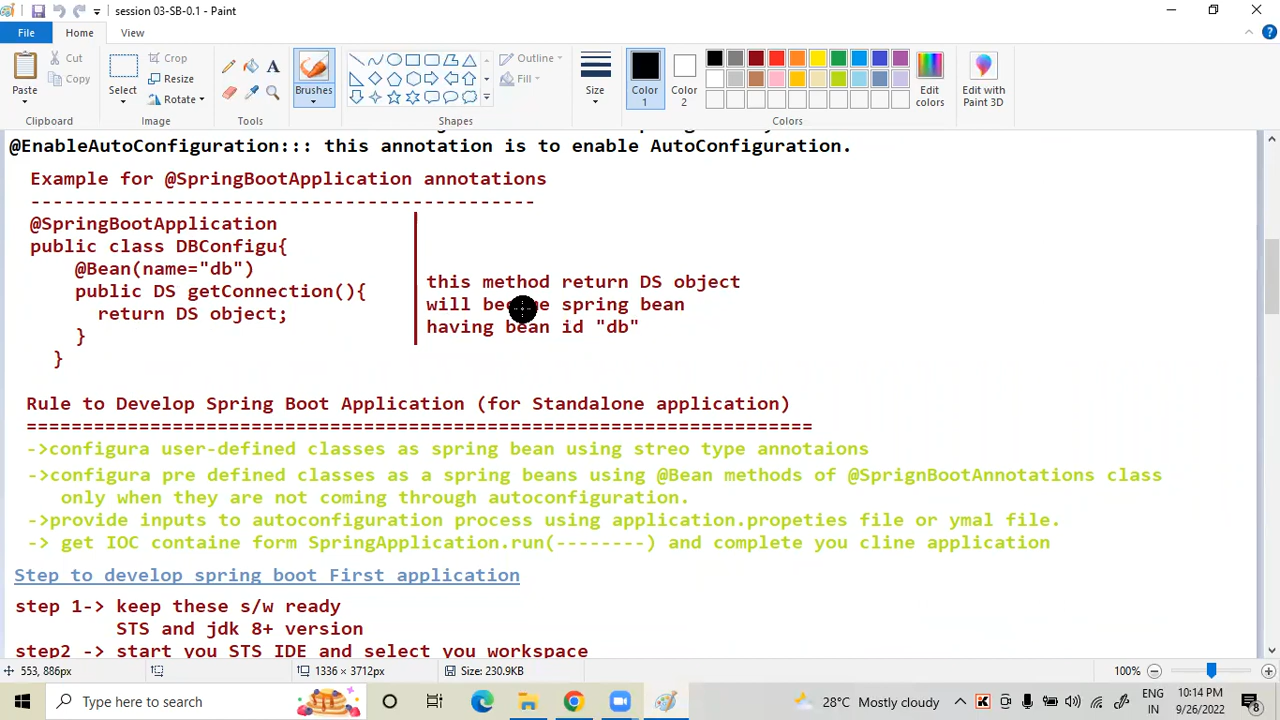 session 03-SB-0.1 - Paint
File
Home
View
Paste
Cut
Copy
Clipboard
Select
Crop
Resize
Rotate
Image
Tools
Brushes
Shapes
Outline
Fill
Size
Color 1
Color 2
Colors
Edit colors
Edit with Paint 3D
@EnableAutoConfiguration::: this annotation is to enable AutoConfiguration.
Example for @SpringBootApplication annotations
---------------------------------------------
@SpringBootApplication
public class DBConfigu{
@Bean(name="db")
public DS getConnection(){
return DS object;
}
}
this method return DS object
will become spring bean
having bean id "db"
Rule to Develop Spring Boot Application (for Standalone application)
======================================================================
->configura user-defined classes as spring bean using streo type annotaions
->configura pre defined classes as a spring beans using @Bean methods of @SprignBootAnnotations class
only when they are not coming through autoconfiguration.
->provide inputs to autoconfiguration process using application.propeties file or ymal file.
-> get IOC containe form SpringApplication.run(--------) and complete you cline application
Step to develop spring boot First application
step 1-> keep these s/w ready
STS and jdk 8+ version
step2 -> start you STS IDE and select you workspace
553, 886px
1336 × 3712px
Size: 230.9KB
100%
Type here to search
28°C Mostly cloudy
ENG
IN
10:14 PM
9/26/2022
8